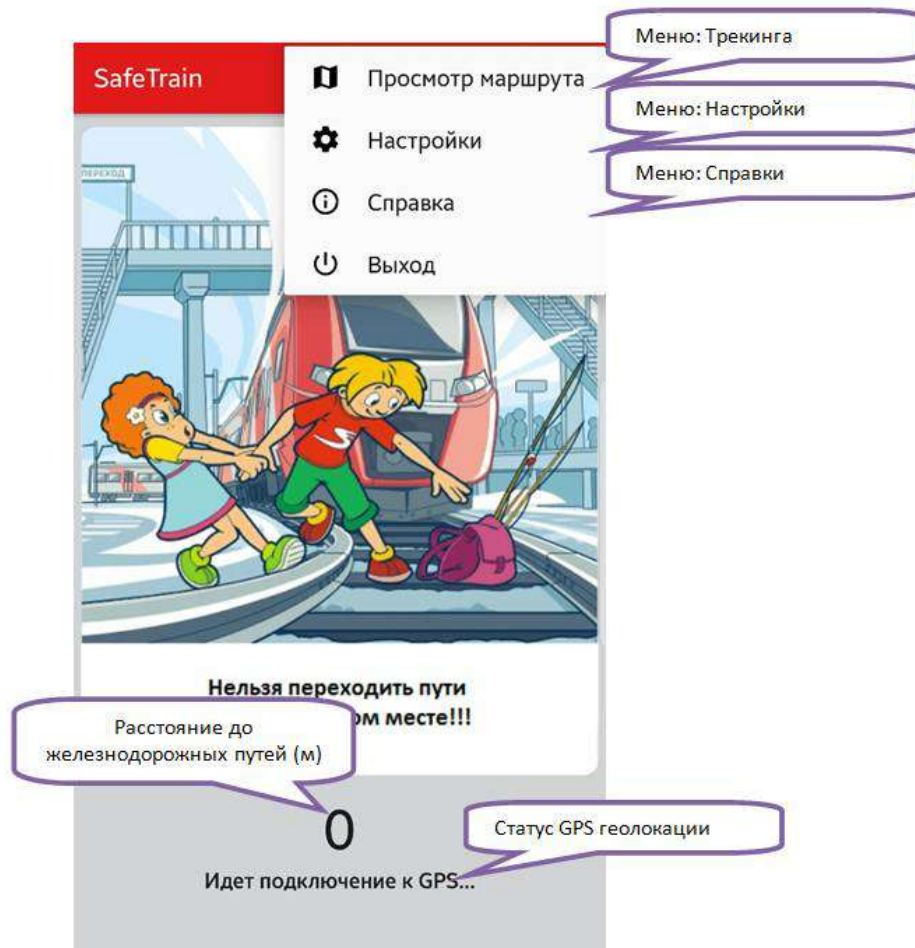 Меню: Трекинга
SafeTrain
Просмотр маршрута
Меню: Настройки
Настройки
Меню: Справки
Справка
Выход
ПЕРЕХОД
Нельзя переходить пути
ом месте!!!
Расстояние до
железнодорожных путей (м)
0
Статус GPS геолокации
Идет подключение к GPS...